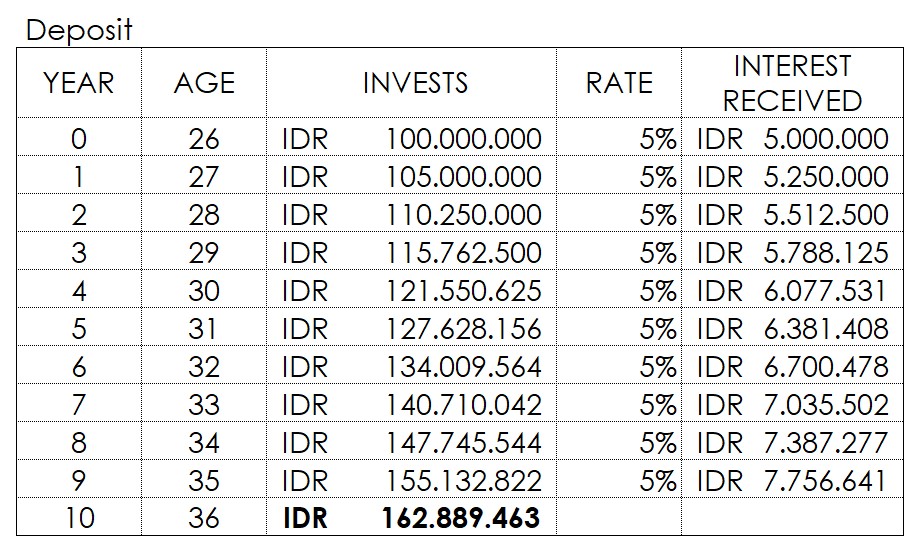 Deposit
YEAR AGE INVESTS RATE INTEREST RECEIVED
0 26 IDR 100.000.000 5% IDR 5.000.000
1 27 IDR 105.000.000 5% IDR 5.250.000
2 28 IDR 110.250.000 5% IDR 5.512.500
3 29 IDR 115.762.500 5% IDR 5.788.125
4 30 IDR 121.550.625 5% IDR 6.077.531
5 31 IDR 127.628.156 5% IDR 6.381.408
6 32 IDR 134.009.564 5% IDR 6.700.478
7 33 IDR 140.710.042 5% IDR 7.035.502
8 34 IDR 147.745.544 5% IDR 7.387.277
9 35 IDR 155.132.822 5% IDR 7.756.641
10 36 IDR 162.889.463